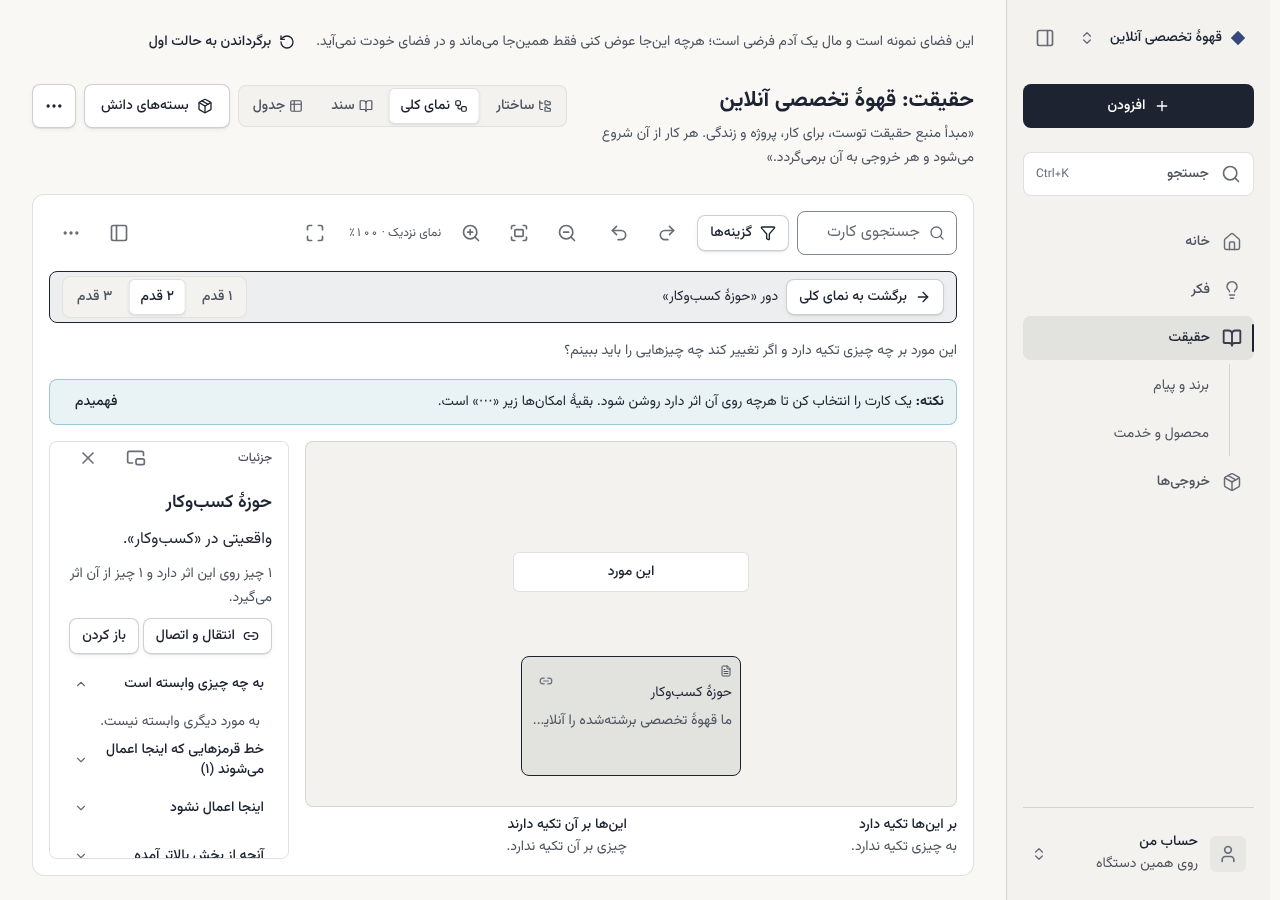 قهوهٔ تخصصی آنلاین
افزودن
جستجو
Ctrl+K
خانه
فکر
حقیقت
برند و پیام
محصول و خدمت
خروجی‌ها
حساب من
روی همین دستگاه
این فضای نمونه است و مال یک آدم فرضی است؛ هرچه این‌جا عوض کنی فقط همین‌جا می‌ماند و در فضای خودت نمی‌آید.
برگرداندن به حالت اول
حقیقت: قهوهٔ تخصصی آنلاین
«مبدأ منبع حقیقت توست، برای کار، پروژه و زندگی. هر کار از آن شروع
می‌شود و هر خروجی به آن برمی‌گردد.»
ساختار
نمای کلی
سند
جدول
بسته‌های دانش
جستجوی کارت
گزینه‌ها
نمای نزدیک · ۱۰۰٪
برگشت به نمای کلی
دور «حوزهٔ کسب‌وکار»
۱ قدم
۲ قدم
۳ قدم
این مورد بر چه چیزی تکیه دارد و اگر تغییر کند چه چیزهایی را باید ببینم؟
نکته: یک کارت را انتخاب کن تا هرچه روی آن اثر دارد روشن شود. بقیهٔ امکان‌ها زیر «···» است.
فهمیدم
این مورد
حوزهٔ کسب‌وکار
ما قهوهٔ تخصصی برشته‌شده را آنلایـ...
بر این‌ها تکیه دارد
به چیزی تکیه ندارد.
این‌ها بر آن تکیه دارند
چیزی بر آن تکیه ندارد.
جزئیات
حوزهٔ کسب‌وکار
واقعیتی در «کسب‌وکار».
۱ چیز روی این اثر دارد و ۱ چیز از آن اثر
می‌گیرد.
انتقال و اتصال
باز کردن
به چه چیزی وابسته است
به مورد دیگری وابسته نیست.
خط قرمزهایی که اینجا اعمال
می‌شوند (۱)
اینجا اعمال نشود
آنچه از بخش بالاتر آمده